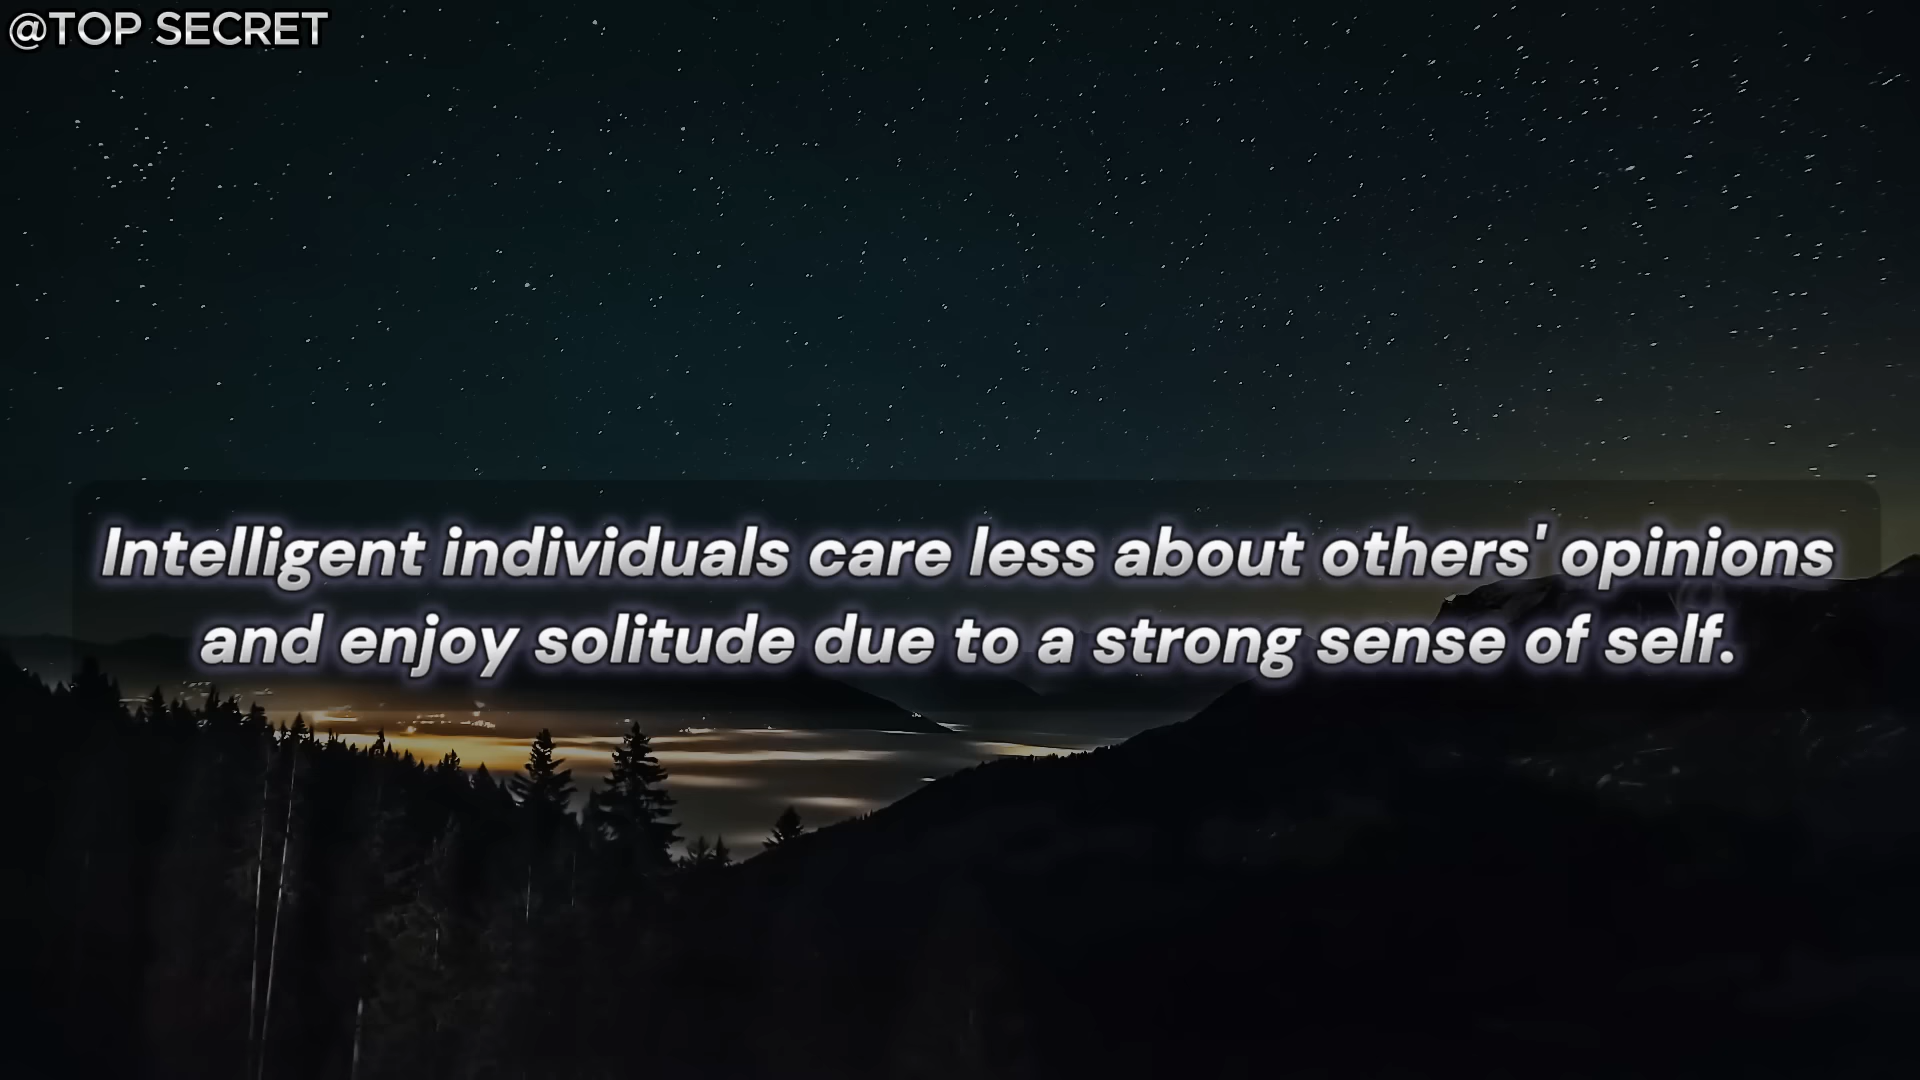 @TOP SECRET
Intelligent individuals care less about others' opinions
and enjoy solitude due to a strong sense of self.